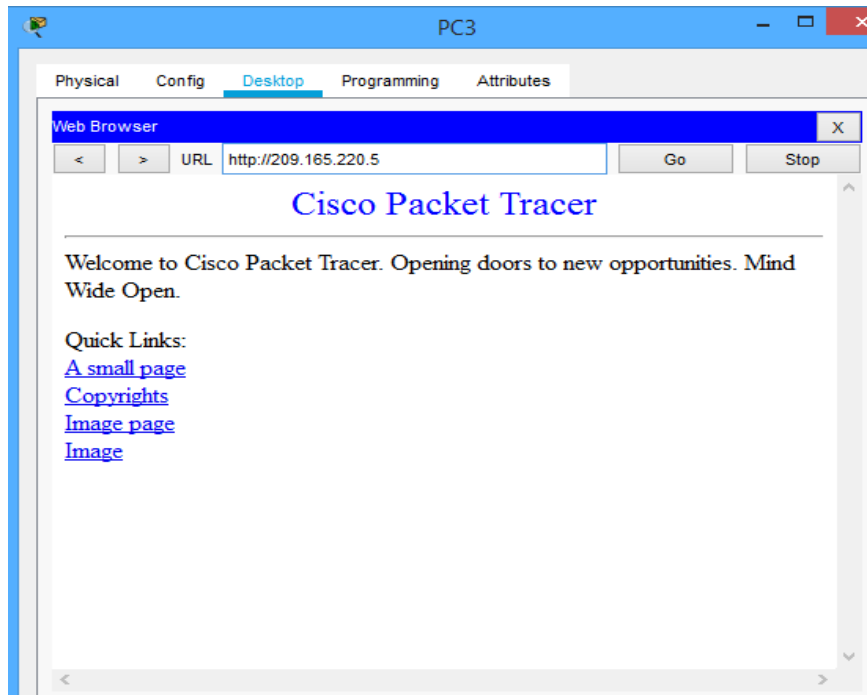 PC3
Physical Config Desktop Programming Attributes
Web Browser X
< > URL http://209.165.220.5 Go Stop
Cisco Packet Tracer
Welcome to Cisco Packet Tracer. Opening doors to new opportunities. Mind
Wide Open.
Quick Links:
A small page
Copyrights
Image page
Image